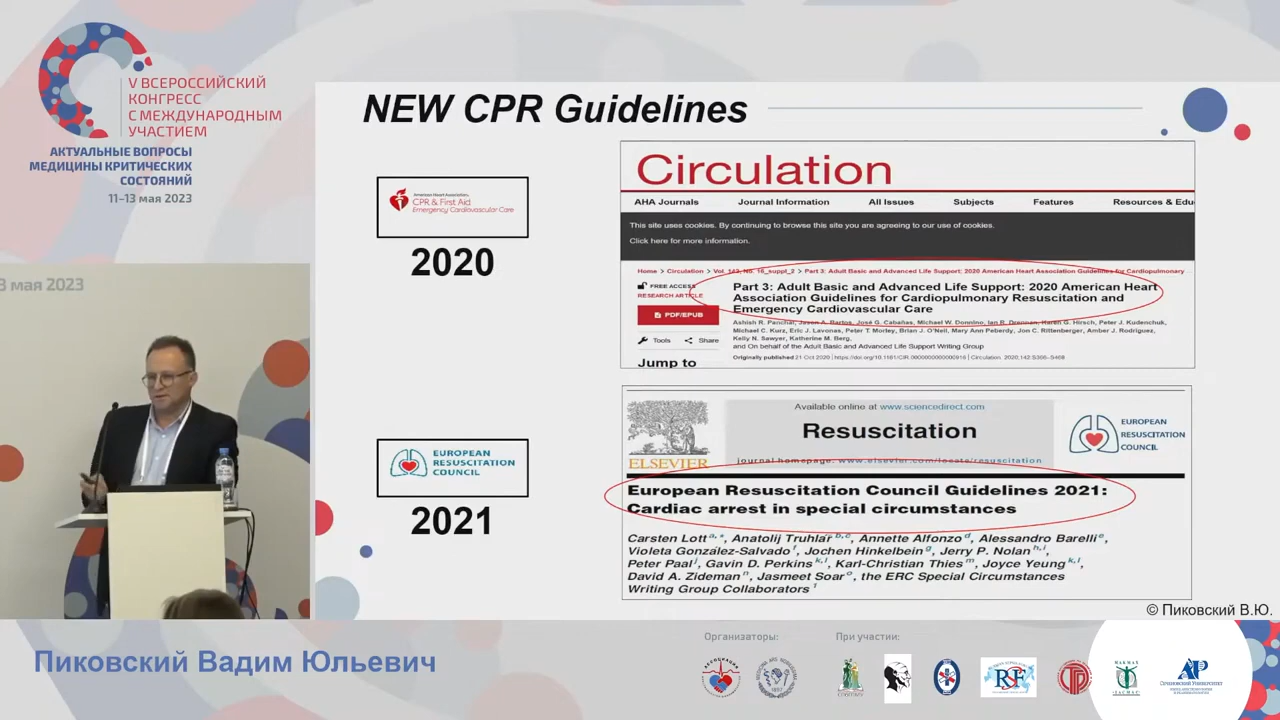 V ВСЕРОССИЙСКИЙ
КОНГРЕСС
С МЕЖДУНАРОДНЫМ
УЧАСТИЕМ
АКТУАЛЬНЫЕ ВОПРОСЫ
МЕДИЦИНЫ КРИТИЧЕСКИХ
СОСТОЯНИЙ
11–13 мая 2023
3 мая 2023
NEW CPR Guidelines
American Heart Association
CPR & First Aid
Emergency Cardiovascular Care
2020
Circulation
AHA Journals Journal Information All Issues Subjects Features Resources & Edu
This site uses cookies. By continuing to browse this site you are agreeing to our use of cookies.
Click here for more information.
Home > Circulation > Vol. 142, No. 16_suppl_2 > Part 3: Adult Basic and Advanced Life Support: 2020 American Heart Association Guidelines for Cardiopulmonary ...
FREE ACCESS
RESEARCH ARTICLE
PDF/EPUB
Tools Share
Jump to
Part 3: Adult Basic and Advanced Life Support: 2020 American Heart
Association Guidelines for Cardiopulmonary Resuscitation and
Emergency Cardiovascular Care
Ashish R. Panchal, Jason A. Bartos, José G. Cabañas, Michael W. Donnino, Ian R. Drennan, Karen G. Hirsch, Peter J. Kudenchuk,
Michael C. Kurz, Eric J. Lavonas, Peter T. Morley, Brian J. O'Neil, Mary Ann Peberdy, Jon C. Rittenberger, Amber J. Rodriguez,
Kelly N. Sawyer, Katherine M. Berg,
and On behalf of the Adult Basic and Advanced Life Support Writing Group
Originally published 21 Oct 2020 | https://doi.org/10.1161/CIR.0000000000000916 | Circulation. 2020;142:S366–S468
EUROPEAN
RESUSCITATION
COUNCIL
2021
ELSEVIER
Available online at www.sciencedirect.com
Resuscitation
journal homepage: www.elsevier.com/locate/resuscitation
EUROPEAN
RESUSCITATION
COUNCIL
European Resuscitation Council Guidelines 2021:
Cardiac arrest in special circumstances
Carsten Lott a,*, Anatolij Truhlář b,c, Annette Alfonzo d, Alessandro Barelli e,
Violeta González-Salvado f, Jochen Hinkelbein g, Jerry P. Nolan h,i,
Peter Paal j, Gavin D. Perkins k,l, Karl-Christian Thies m, Joyce Yeung k,l,
David A. Zideman n, Jasmeet Soar o, the ERC Special Circumstances
Writing Group Collaborators 1
© Пиковский В.Ю.
Пиковский Вадим Юльевич
Организаторы:
При участии: